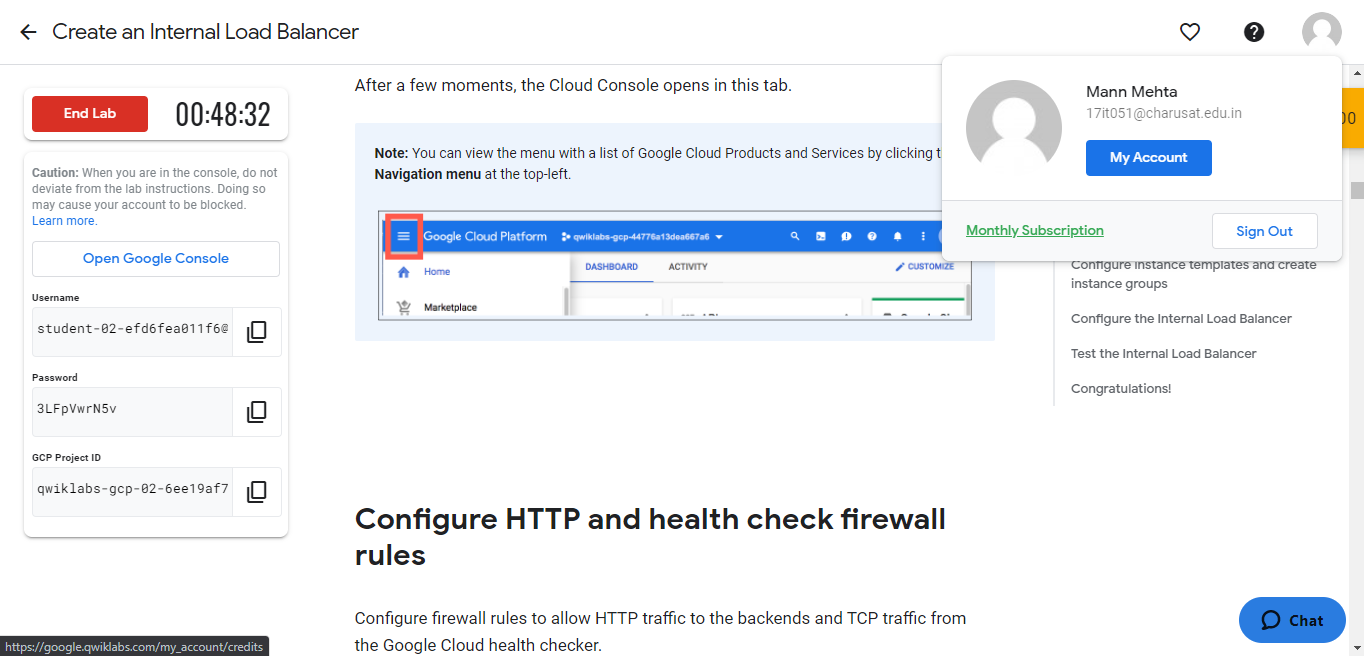 Create an Internal Load Balancer
End Lab
00:48:32
Caution: When you are in the console, do not
deviate from the lab instructions. Doing so
may cause your account to be blocked.
Learn more.
Open Google Console
Username
student-02-efd6fea011f6@
Password
3LFpVwrN5v
GCP Project ID
qwiklabs-gcp-02-6ee19af7
After a few moments, the Cloud Console opens in this tab.
Note: You can view the menu with a list of Google Cloud Products and Services by clicking t
Navigation menu at the top-left.
Google Cloud Platform
qwiklabs-gcp-44776a13dea667a6
Home
DASHBOARD
ACTIVITY
CUSTOMIZE
Marketplace
Configure HTTP and health check firewall
rules
Configure firewall rules to allow HTTP traffic to the backends and TCP traffic from
the Google Cloud health checker.
Mann Mehta
17it051@charusat.edu.in
My Account
Monthly Subscription
Sign Out
00
Configure instance templates and create
instance groups
Configure the Internal Load Balancer
Test the Internal Load Balancer
Congratulations!
Chat
https://google.qwiklabs.com/my_account/credits